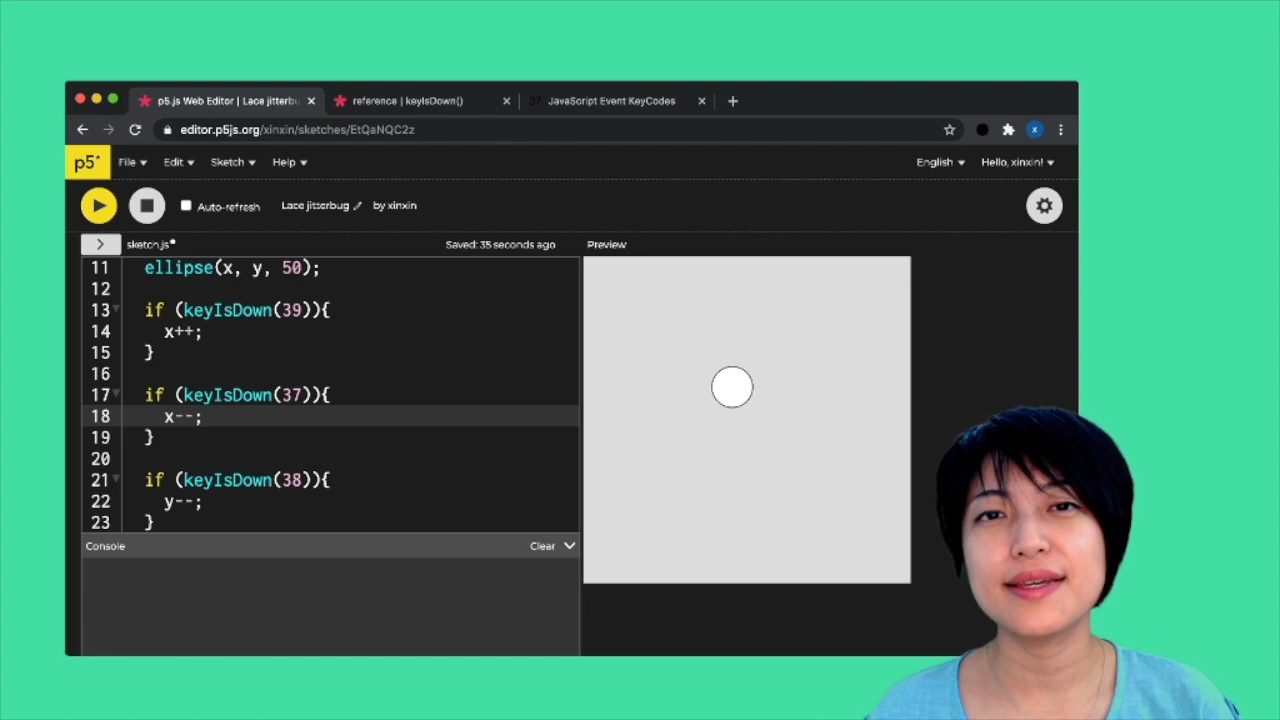 p5.js Web Editor | Lace jitterbu
reference | keyIsDown()
37 JavaScript Event KeyCodes
editor.p5js.org/xinxin/sketches/EtQaNQC2z
x
p5* File Edit Sketch Help English Hello, xinxin!
Auto-refresh Lace jitterbug by xinxin
> sketch.js Saved: 35 seconds ago Preview
11 ellipse(x, y, 50);
12
13 if (keyIsDown(39)){
14 x++;
15 }
16
17 if (keyIsDown(37)){
18 x--;
19 }
20
21 if (keyIsDown(38)){
22 y--;
23 }
Console Clear